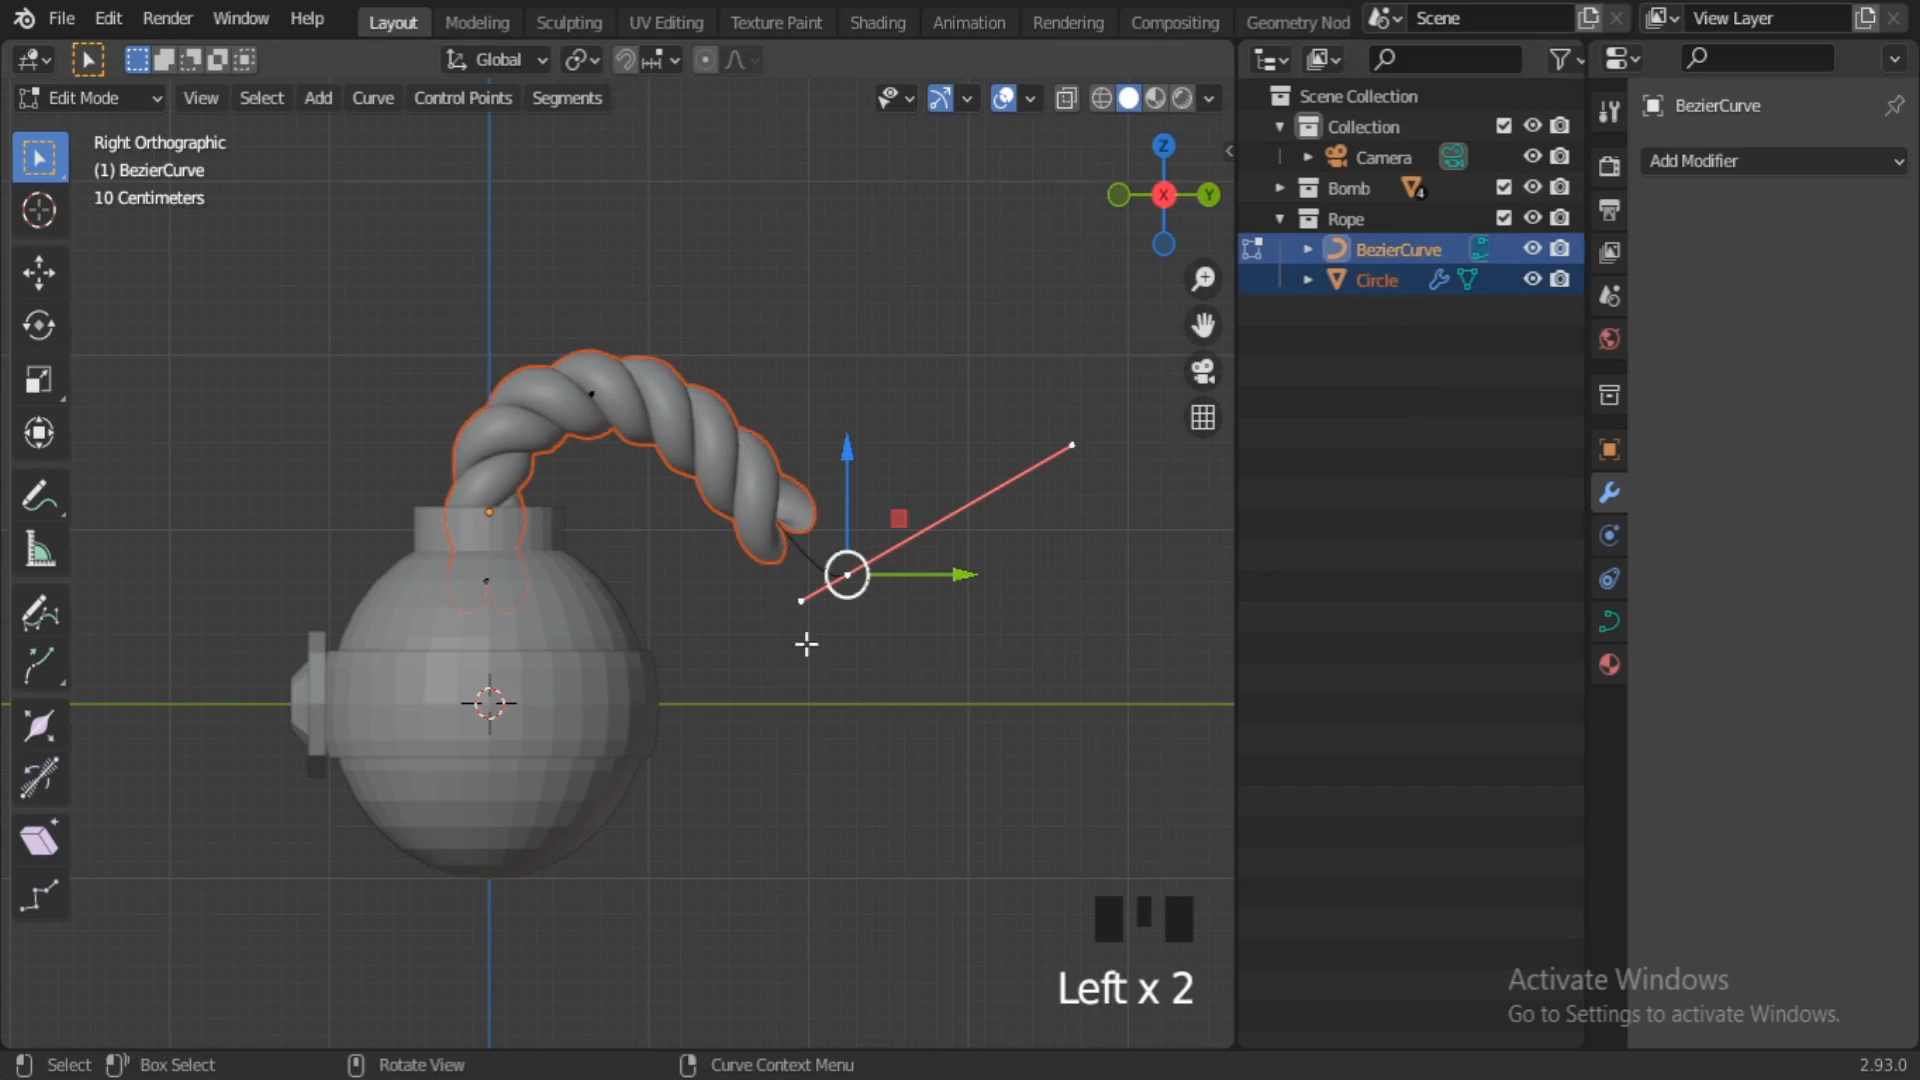 File Edit Render Window Help Layout Modeling Sculpting UV Editing Texture Paint Shading Animation Rendering Compositing Geometry Nod Scene View Layer
Global
Edit Mode View Select Add Curve Control Points Segments
Right Orthographic
(1) BezierCurve
10 Centimeters
Z
X
Y
Scene Collection
Collection
Camera
Bomb 4
Rope
BezierCurve
Circle
BezierCurve
Add Modifier
Left x 2
Activate Windows
Go to Settings to activate Windows.
Select Box Select Rotate View Curve Context Menu 2.93.0